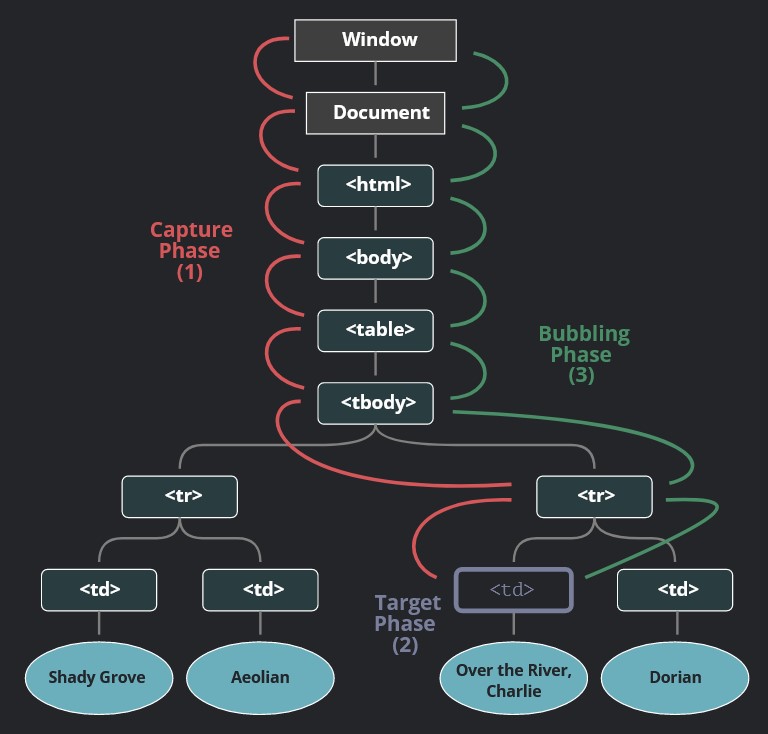 Window
Document
<html>
Capture
Phase
(1)
<body>
<table>
Bubbling
Phase
(3)
<tbody>
<tr>
<tr>
<td>
<td>
<td>
<td>
Target
Phase
(2)
Shady Grove
Aeolian
Over the River,
Charlie
Dorian